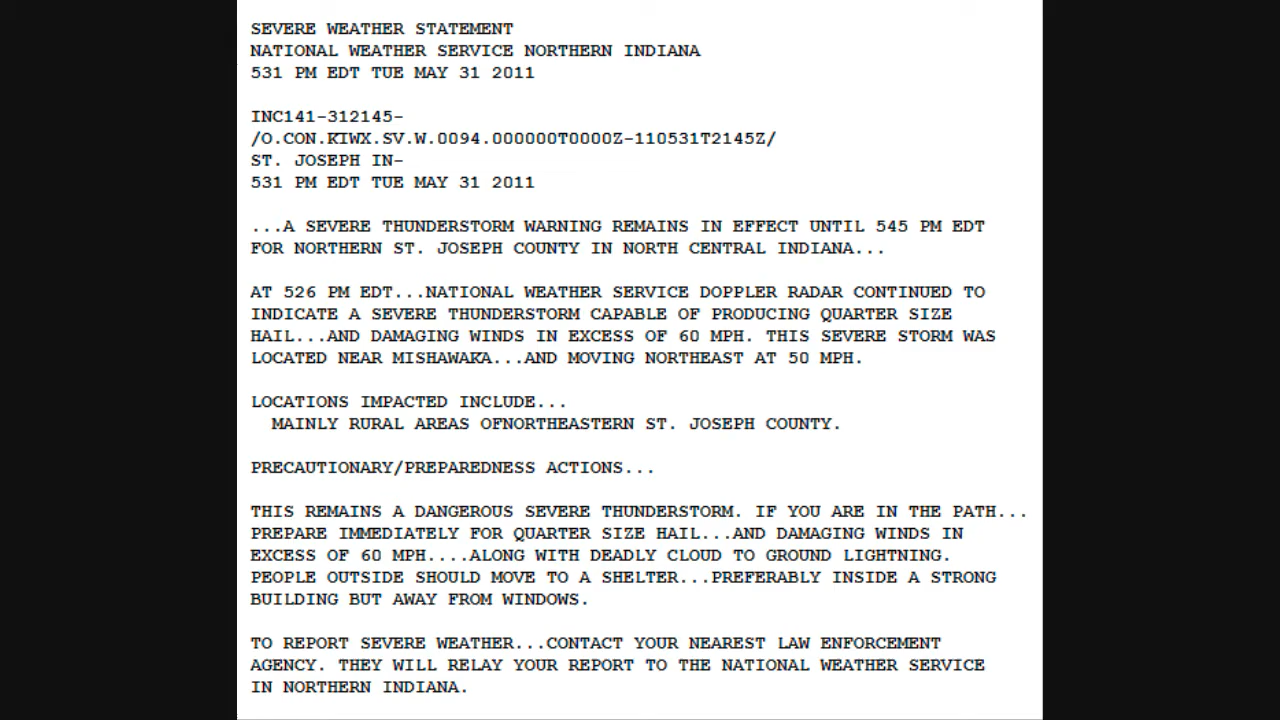 SEVERE WEATHER STATEMENT
NATIONAL WEATHER SERVICE NORTHERN INDIANA
531 PM EDT TUE MAY 31 2011
INC141-312145-
/O.CON.KIWX.SV.W.0094.000000T0000Z-110531T2145Z/
ST. JOSEPH IN-
531 PM EDT TUE MAY 31 2011
...A SEVERE THUNDERSTORM WARNING REMAINS IN EFFECT UNTIL 545 PM EDT
FOR NORTHERN ST. JOSEPH COUNTY IN NORTH CENTRAL INDIANA...
AT 526 PM EDT...NATIONAL WEATHER SERVICE DOPPLER RADAR CONTINUED TO
INDICATE A SEVERE THUNDERSTORM CAPABLE OF PRODUCING QUARTER SIZE
HAIL...AND DAMAGING WINDS IN EXCESS OF 60 MPH. THIS SEVERE STORM WAS
LOCATED NEAR MISHAWAKA...AND MOVING NORTHEAST AT 50 MPH.
LOCATIONS IMPACTED INCLUDE...
MAINLY RURAL AREAS OFNORTHEASTERN ST. JOSEPH COUNTY.
PRECAUTIONARY/PREPAREDNESS ACTIONS...
THIS REMAINS A DANGEROUS SEVERE THUNDERSTORM. IF YOU ARE IN THE PATH...
PREPARE IMMEDIATELY FOR QUARTER SIZE HAIL...AND DAMAGING WINDS IN
EXCESS OF 60 MPH....ALONG WITH DEADLY CLOUD TO GROUND LIGHTNING.
PEOPLE OUTSIDE SHOULD MOVE TO A SHELTER...PREFERABLY INSIDE A STRONG
BUILDING BUT AWAY FROM WINDOWS.
TO REPORT SEVERE WEATHER...CONTACT YOUR NEAREST LAW ENFORCEMENT
AGENCY. THEY WILL RELAY YOUR REPORT TO THE NATIONAL WEATHER SERVICE
IN NORTHERN INDIANA.